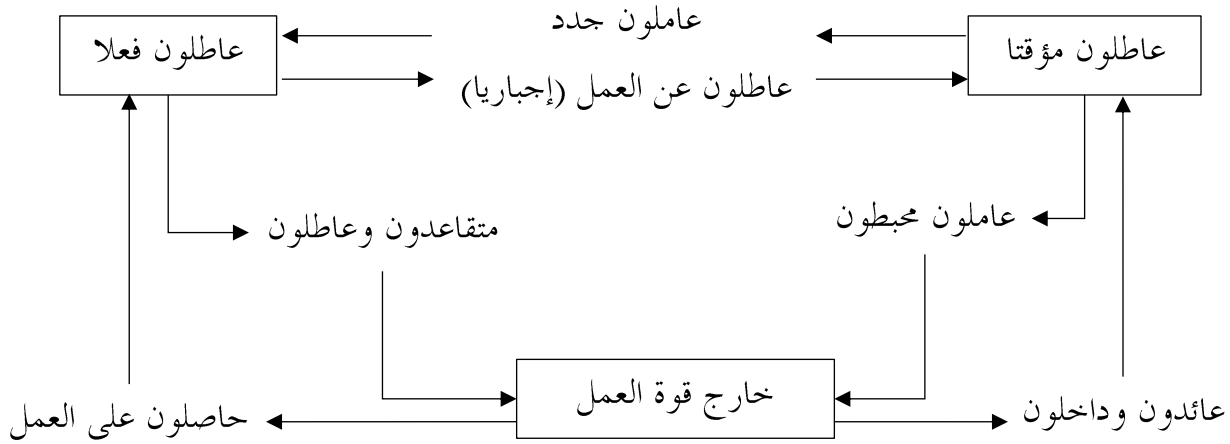 عاملون جدد
عاطلون مؤقتا
عاطلون فعلا
عاطلون عن العمل (إجباريا)
عاملون محبطون
متقاعدون وعاطلون
خارج قوة العمل
عائدون وداخلون
حاصلون على العمل